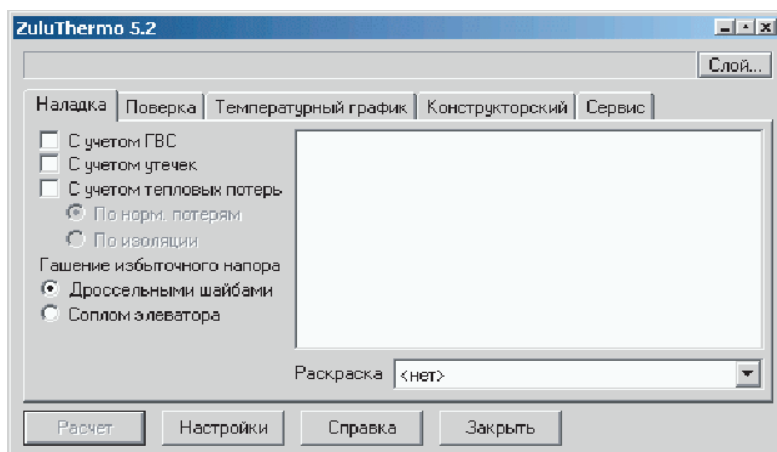 ZuluThermo 5.2
Слой...
Наладка Поверка Температурный график Конструкторский Сервис
С учетом ГВС
С учетом утечек
С учетом тепловых потерь
По норм. потерям
По изоляции
Гашение избыточного напора
Дроссельными шайбами
Соплом элеватора
Раскраска <нет>
Расчет Настройки Справка Закрыть